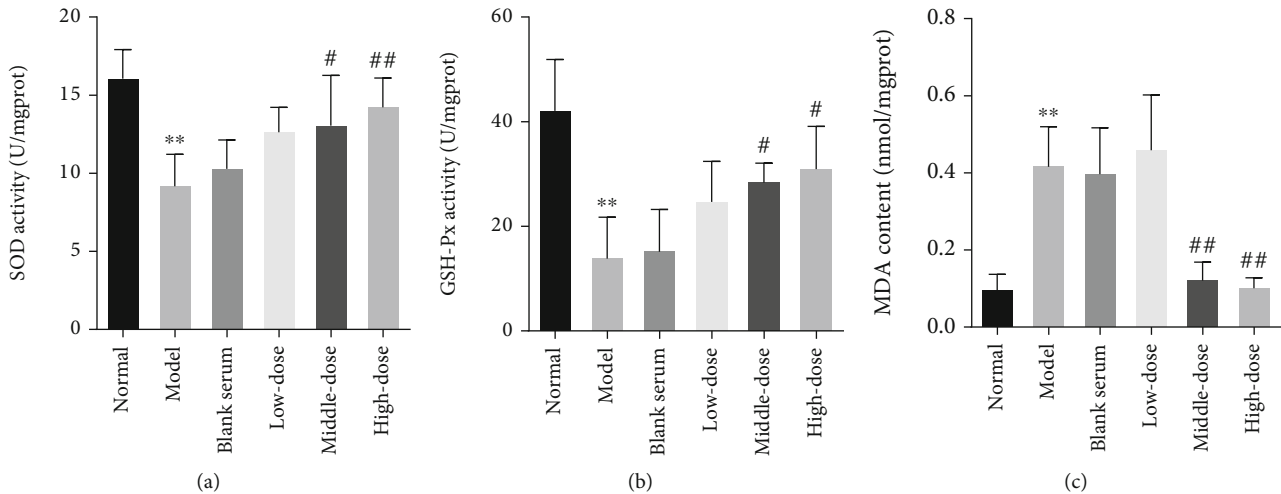 SOD activity (U/mgprot)
20
15
10
5
0
**
#
##
Normal
Model
Blank serum
Low-dose
Middle-dose
High-dose
(a)
GSH-Px activity (U/mgprot)
60
40
20
0
**
#
#
Normal
Model
Blank serum
Low-dose
Middle-dose
High-dose
(b)
MDA content (nmol/mgprot)
0.8
0.6
0.4
0.2
0.0
**
##
##
Normal
Model
Blank serum
Low-dose
Middle-dose
High-dose
(c)